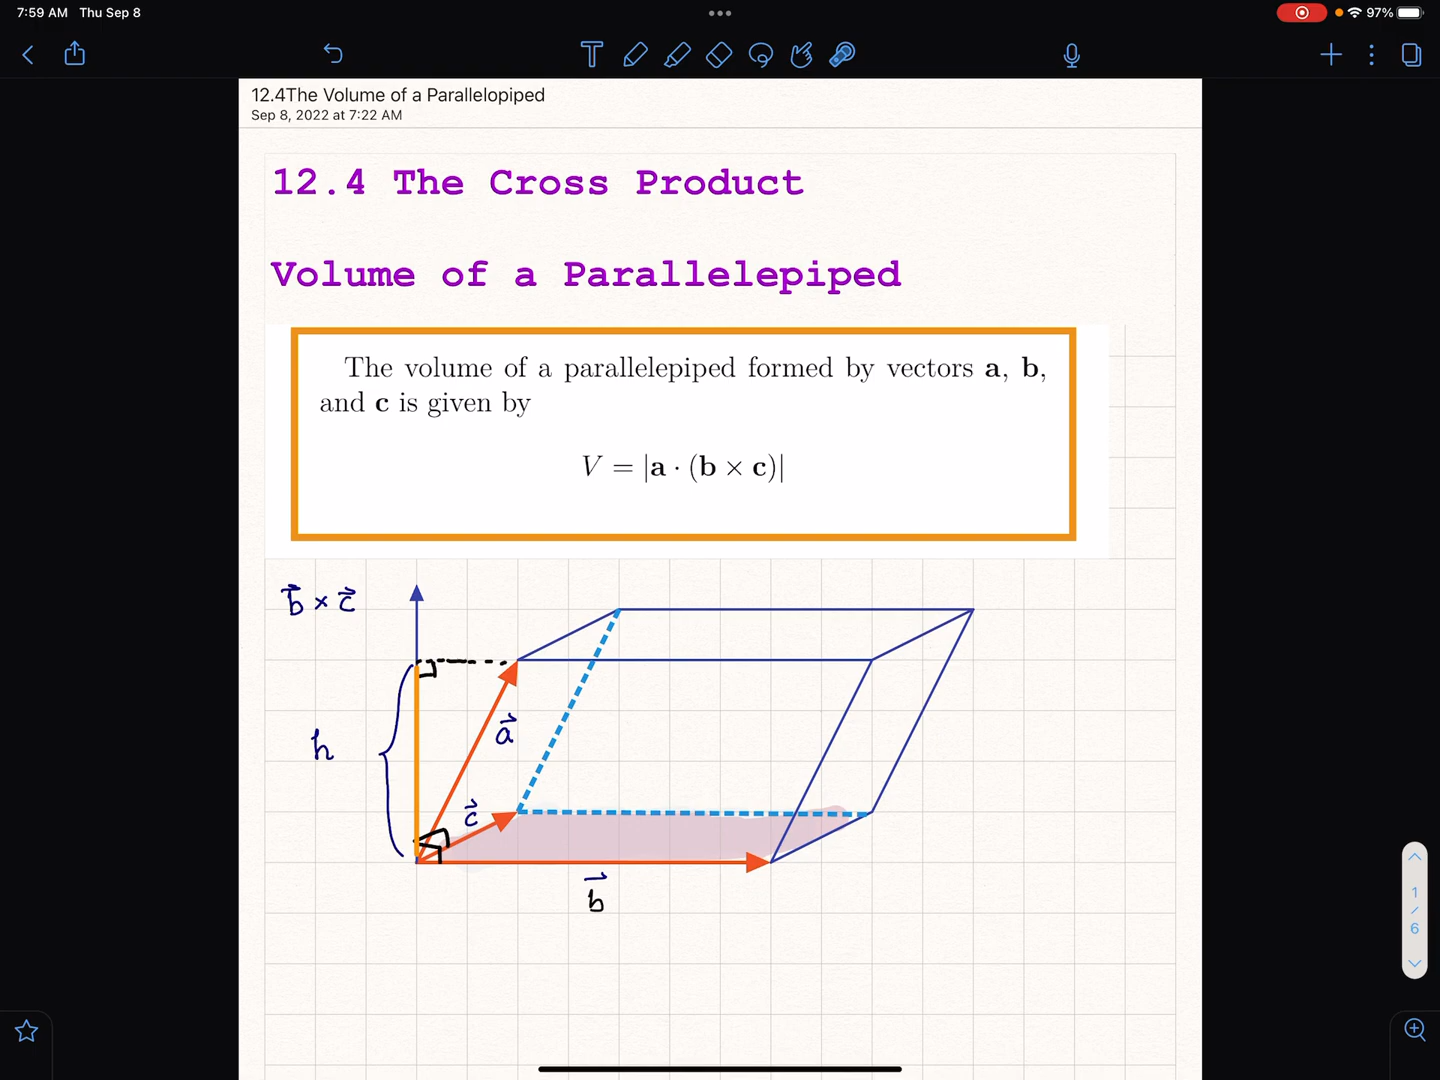 7:59 AM Thu Sep 8
97%
12.4The Volume of a Parallelopiped
Sep 8, 2022 at 7:22 AM
12.4 The Cross Product
Volume of a Parallelepiped
The volume of a parallelepiped formed by vectors a, b,
and c is given by
V = |a · (b × c)|
b⃗ × c⃗
h
a⃗
c⃗
b⃗
1
/
6